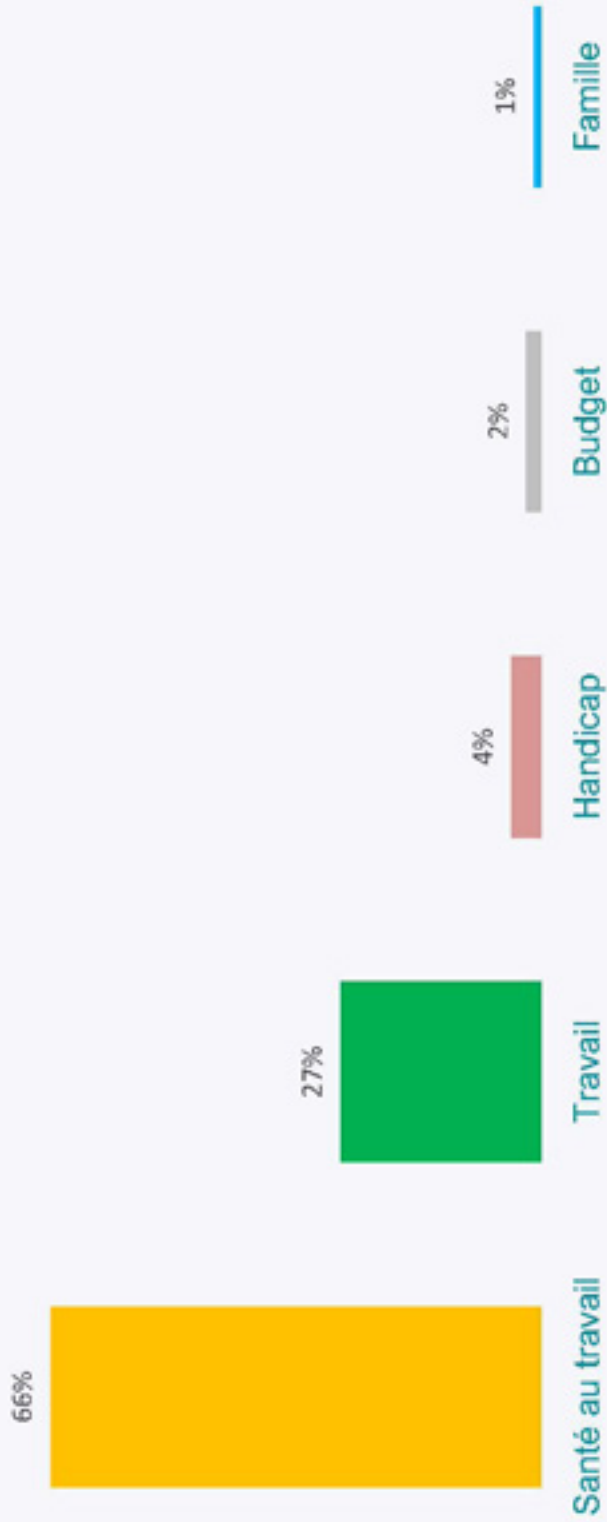 66%
27%
4%
2%
1%
Santé au travail
Travail
Handicap
Budget
Famille